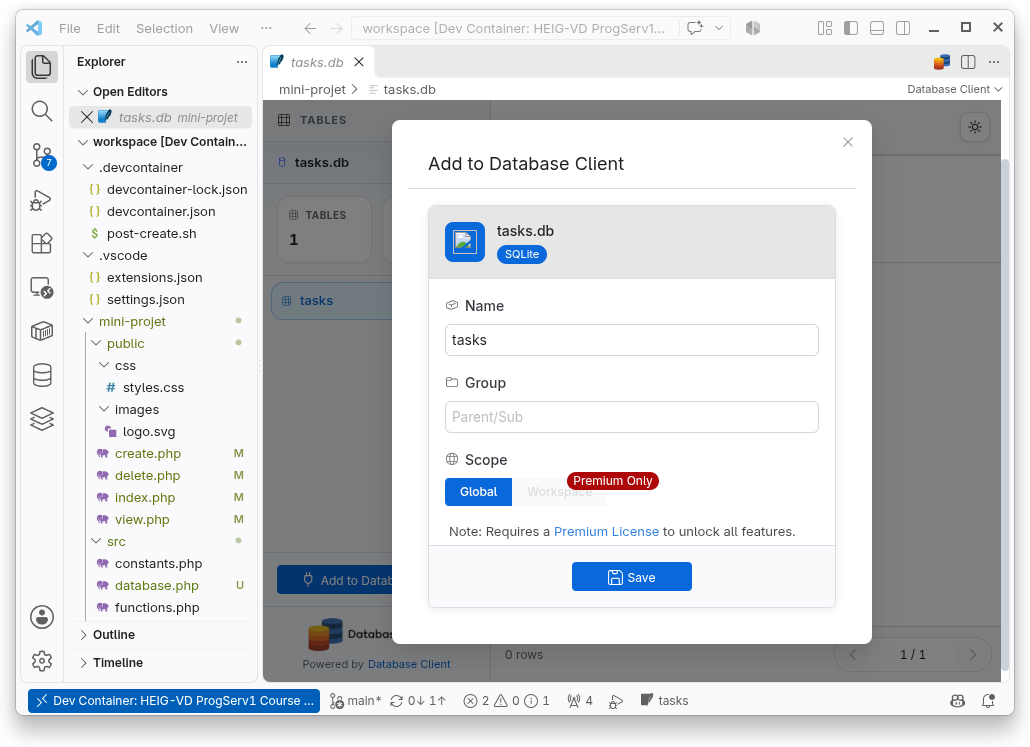 File Edit Selection View ··· workspace [Dev Container: HEIG-VD ProgServ1...
Explorer ···
tasks.db
mini-projet > tasks.db Database Client
Open Editors
tasks.db mini-projet
workspace [Dev Contain...
.devcontainer
{} devcontainer-lock.json
{} devcontainer.json
$ post-create.sh
.vscode
{} extensions.json
{} settings.json
mini-projet
public
css
# styles.css
images
logo.svg
create.php M
delete.php M
index.php M
view.php M
src
constants.php
database.php U
functions.php
Outline
Timeline
7
TABLES
tasks.db
TABLES
1
tasks
Add to Datab
Databas
Powered by Database Client
Add to Database Client
tasks.db
SQLite
Name
tasks
Group
Parent/Sub
Scope
Premium Only
Global Workspace
Note: Requires a Premium License to unlock all features.
Save
0 rows
1 / 1
Dev Container: HEIG-VD ProgServ1 Course ... main* 0↓ 1↑ 2 0 1 4 tasks